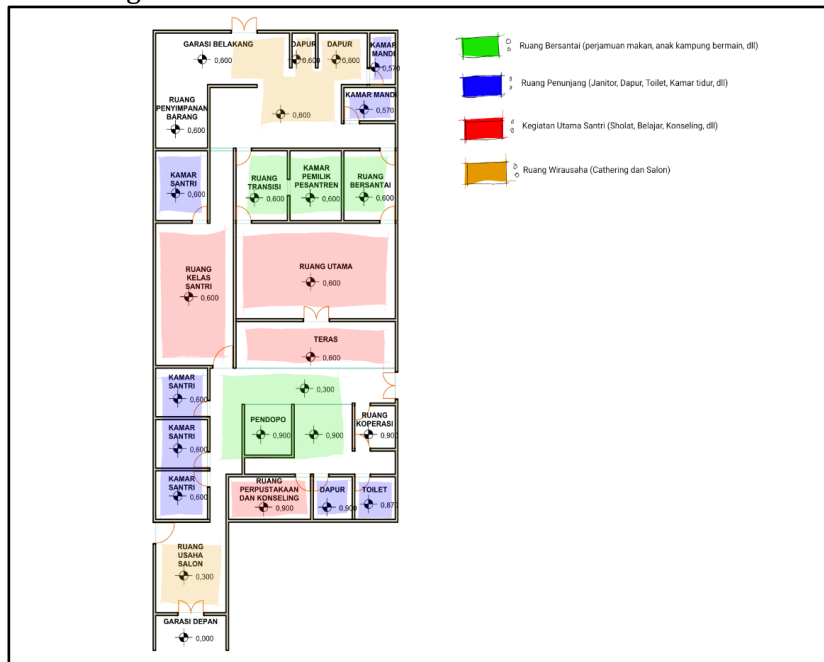 GARASI BELAKANG
0,600
DAPUR
0,600
DAPUR
0,600
KAMAR
MANDI
0,570
KAMAR MANDI
0,570
RUANG
PENYIMPANAN
BARANG
0,600
0,800
KAMAR
SANTRI
0,600
RUANG
TRANSISI
0,600
KAMAR
PEMILIK
PESANTREN
0,600
RUANG
BERSANTAI
0,600
RUANG
KELAS
SANTRI
0,600
RUANG UTAMA
0,600
TERAS
0,600
KAMAR
SANTRI
0,600
0,300
PENDOPO
0,900
0,900
RUANG
KOPERASI
0,900
KAMAR
SANTRI
0,600
KAMAR
SANTRI
0,600
RUANG
PERPUSTAKAAN
DAN KONSELING
0,900
DAPUR
0,900
TOILET
0,870
RUANG
USAHA
SALON
0,300
GARASI DEPAN
0,000
Ruang Bersantai (perjamuan makan, anak kampung bermain, dll)
Ruang Penunjang (Janitor, Dapur, Toilet, Kamar tidur, dll)
Kegiatan Utama Santri (Sholat, Belajar, Konseling, dll)
Ruang Wirausaha (Cathering dan Salon)